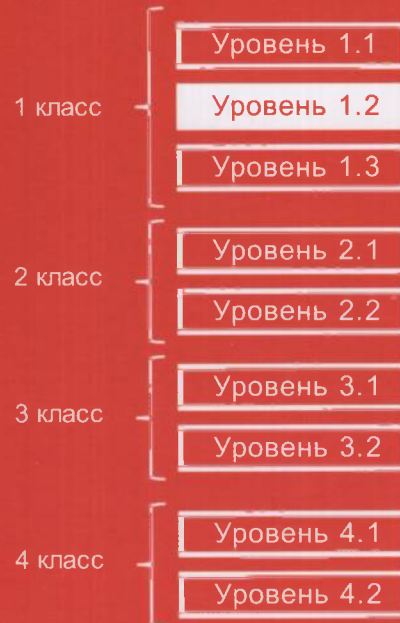 Уровень 1.1
1 класс
Уровень 1.2
Уровень 1.3
Уровень 2.1
2 класс
Уровень 2.2
Уровень 3.1
3 класс
Уровень 3.2
Уровень 4.1
4 класс
Уровень 4.2